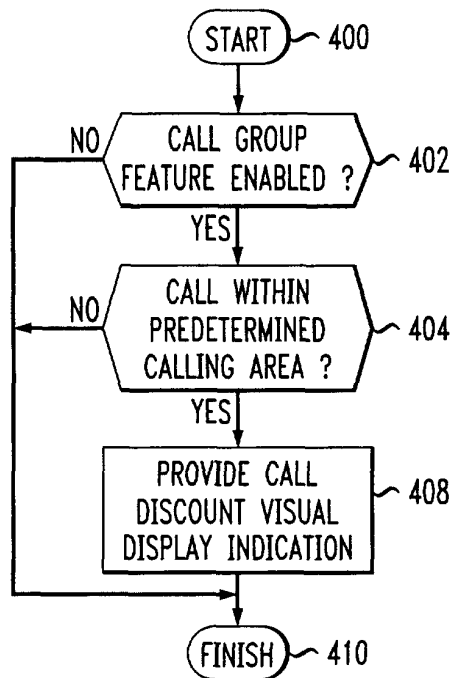 START
400
NO
CALL GROUP
FEATURE ENABLED ?
402
YES
NO
CALL WITHIN
PREDETERMINED
CALLING AREA ?
404
YES
PROVIDE CALL
DISCOUNT VISUAL
DISPLAY INDICATION
408
FINISH
410